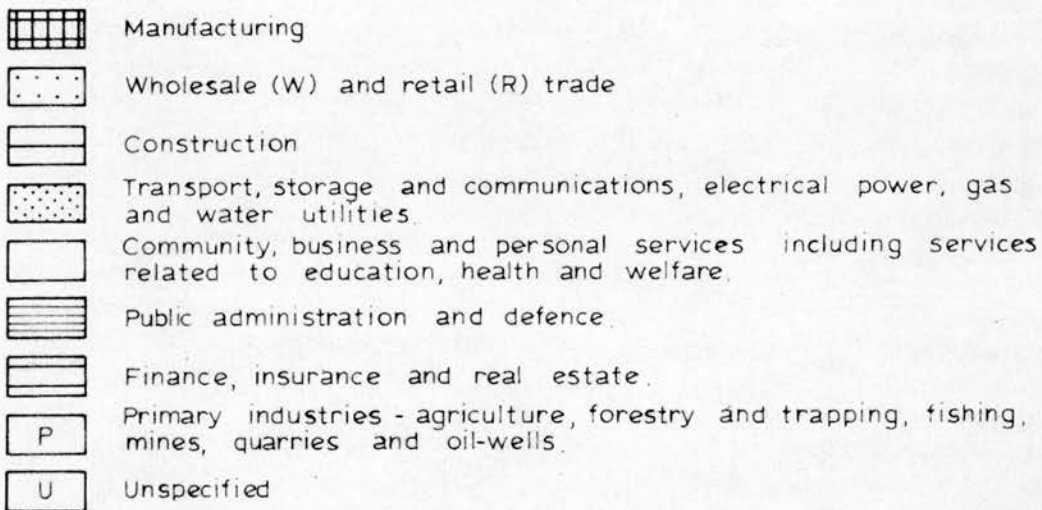 Manufacturing
Wholesale (W) and retail (R) trade
Construction
Transport, storage and communications, electrical power, gas
and water utilities.
Community, business and personal services including services
related to education, health and welfare.
Public administration and defence.
Finance, insurance and real estate.
P Primary industries - agriculture, forestry and trapping, fishing,
mines, quarries and oil-wells
U Unspecified